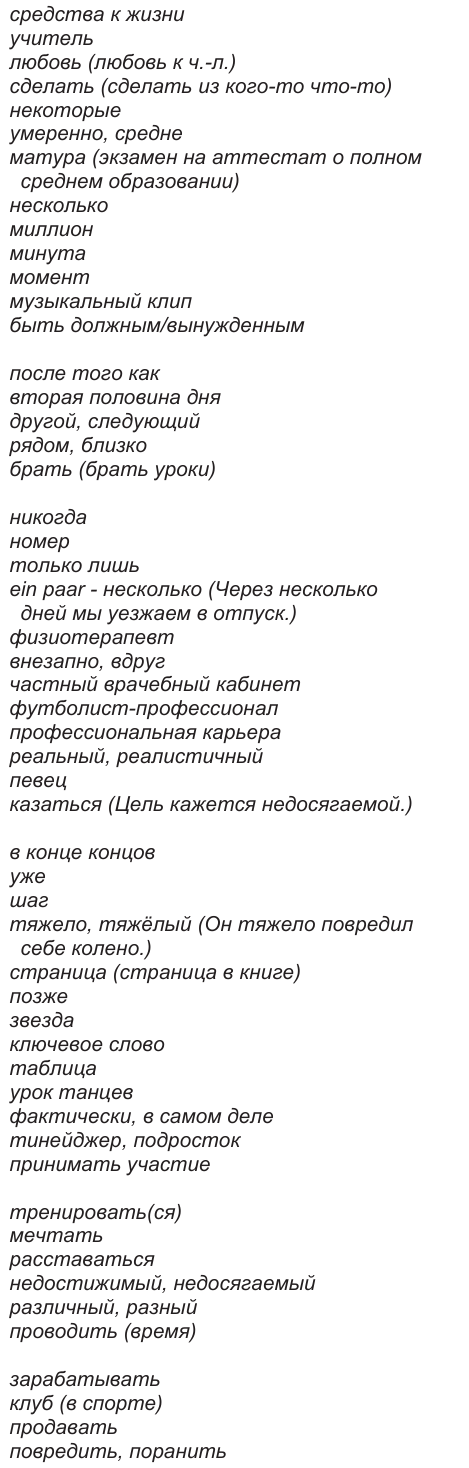 средства к жизни
учитель
любовь (любовь к ч.-л.)
сделать (сделать из кого-то что-то)
некоторые
умеренно, средне
матура (экзамен на аттестат о полном
среднем образовании)
несколько
миллион
минута
момент
музыкальный клип
быть должным/вынужденным

после того как
вторая половина дня
другой, следующий
рядом, близко
брать (брать уроки)

никогда
номер
только лишь
ein paar - несколько (Через несколько
дней мы уезжаем в отпуск.)
физиотерапевт
внезапно, вдруг
частный врачебный кабинет
футболист-профессионал
профессиональная карьера
реальный, реалистичный
певец
казаться (Цель кажется недосягаемой.)

в конце концов
уже
шаг
тяжело, тяжёлый (Он тяжело повредил
себе колено.)
страница (страница в книге)
позже
звезда
ключевое слово
таблица
урок танцев
фактически, в самом деле
тинейджер, подросток
принимать участие

тренировать(ся)
мечтать
расставаться
недостижимый, недосягаемый
различный, разный
проводить (время)

зарабатывать
клуб (в спорте)
продавать
повредить, поранить